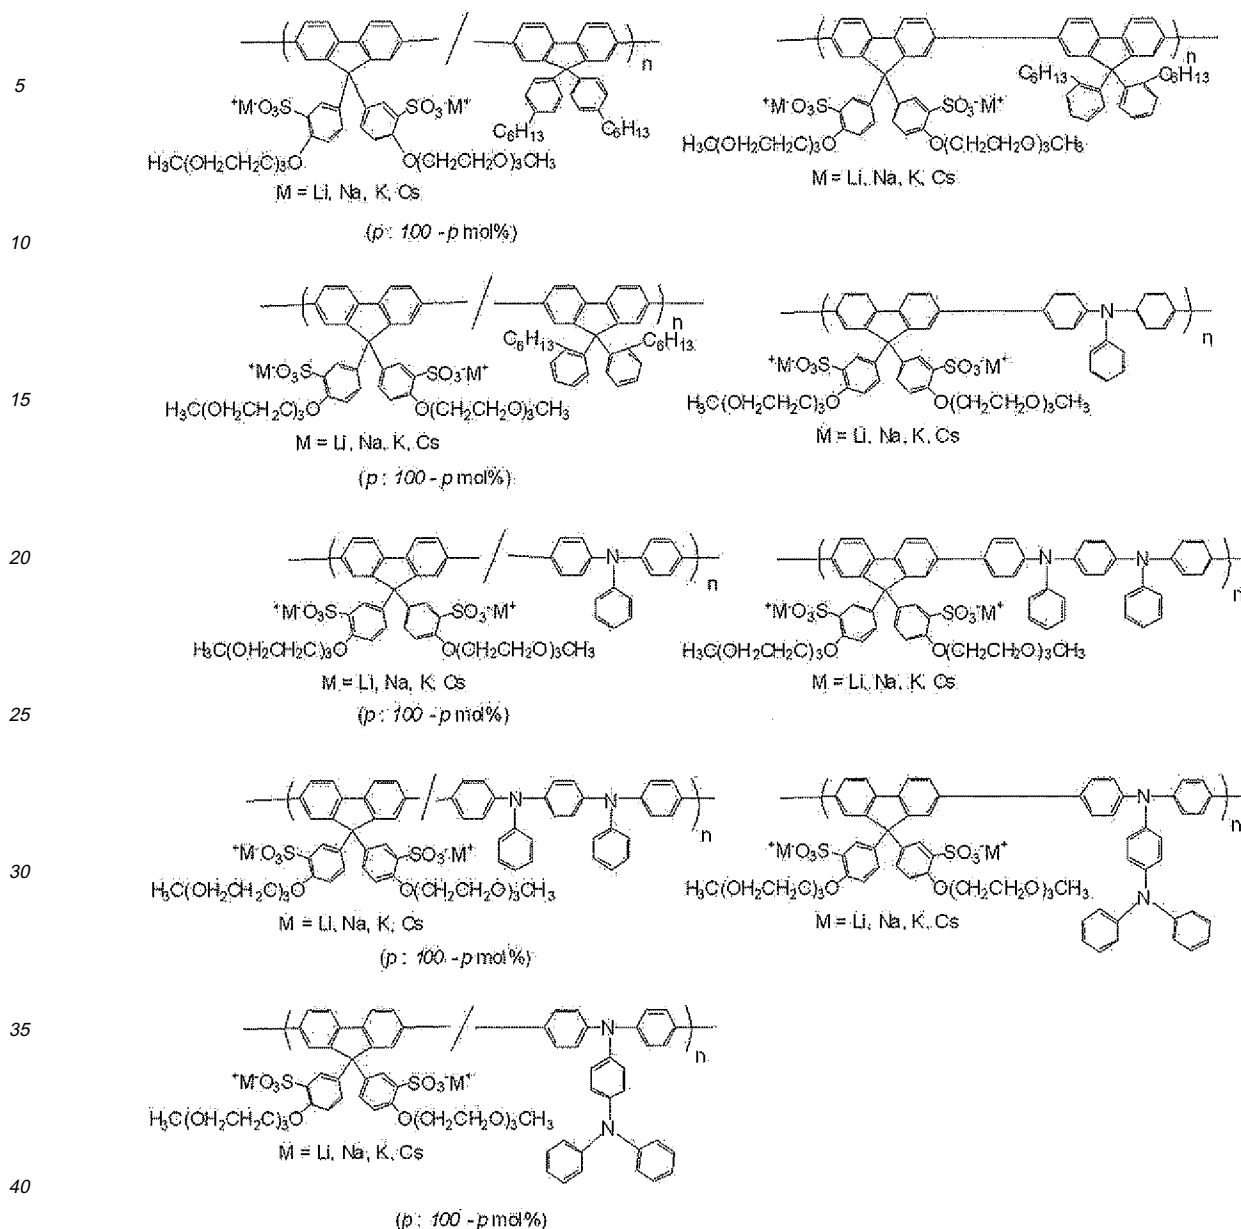 n
5
C₆H₁₃ C₆H₁₃
⁺M⁻O₃S SO₃⁻M⁺ ⁺M⁻O₃S SO₃⁻M⁺
C₆H₁₃ C₆H₁₃
H₃C(OH₂CH₂C)₃O O(CH₂CH₂O)₃CH₃ H₃C(OH₂CH₂C)₃O O(CH₂CH₂O)₃CH₃
M = Li, Na, K, Cs M = Li, Na, K, Cs
(p : 100 - p mol%)
10
N
n
C₆H₁₃ C₆H₁₃ n
⁺M⁻O₃S SO₃⁻M⁺ ⁺M⁻O₃S SO₃⁻M⁺
15
H₃C(OH₂CH₂C)₃O O(CH₂CH₂O)₃CH₃ H₃C(OH₂CH₂C)₃O O(CH₂CH₂O)₃CH₃
M = Li, Na, K, Cs M = Li, Na, K, Cs
(p : 100 - p mol%)
20 N N N
n n
⁺M⁻O₃S SO₃⁻M⁺ ⁺M⁻O₃S SO₃⁻M⁺
H₃C(OH₂CH₂C)₃O O(CH₂CH₂O)₃CH₃ H₃C(OH₂CH₂C)₃O O(CH₂CH₂O)₃CH₃
M = Li, Na, K, Cs M = Li, Na, K, Cs
25 (p : 100 - p mol%)
N N N
n n
⁺M⁻O₃S SO₃⁻M⁺ ⁺M⁻O₃S SO₃⁻M⁺
30
H₃C(OH₂CH₂C)₃O O(CH₂CH₂O)₃CH₃ H₃C(OH₂CH₂C)₃O O(CH₂CH₂O)₃CH₃ N
M = Li, Na, K, Cs M = Li, Na, K, Cs
(p : 100 - p mol%)
35 N
n
⁺M⁻O₃S SO₃⁻M⁺
H₃C(OH₂CH₂C)₃O O(CH₂CH₂O)₃CH₃ N
M = Li, Na, K, Cs
40
(p : 100 - p mol%)